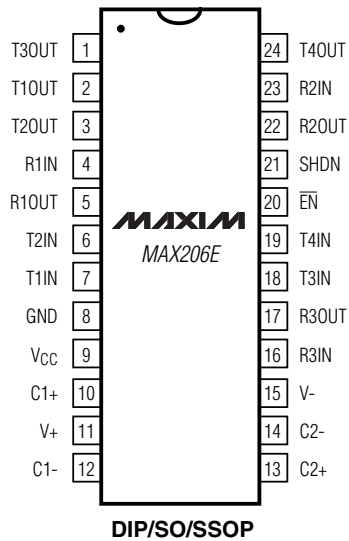 T3OUT 1 24 T4OUT
T1OUT 2 23 R2IN
T2OUT 3 22 R2OUT
R1IN 4 21 SHDN
R1OUT 5 20 E̅N̅
MAXIM
T2IN 6 19 T4IN
MAX206E
T1IN 7 18 T3IN
GND 8 17 R3OUT
VCC 9 16 R3IN
C1+ 10 15 V-
V+ 11 14 C2-
C1- 12 13 C2+
DIP/SO/SSOP